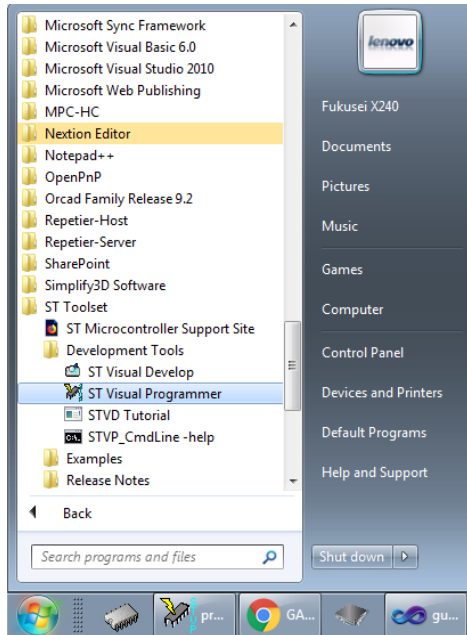 Microsoft Sync Framework
Microsoft Visual Basic 6.0
Microsoft Visual Studio 2010
Microsoft Web Publishing
MPC-HC
Nextion Editor
Notepad++
OpenPnP
Orcad Family Release 9.2
Repetier-Host
Repetier-Server
SharePoint
Simplify3D Software
ST Toolset
ST Microcontroller Support Site
Development Tools
ST Visual Develop
ST Visual Programmer
STVD Tutorial
STVP_CmdLine -help
Examples
Release Notes
Back
Search programs and files
lenovo
Fukusei X240
Documents
Pictures
Music
Games
Computer
Control Panel
Devices and Printers
Default Programs
Help and Support
Shut down
pr...
GA...
gu...